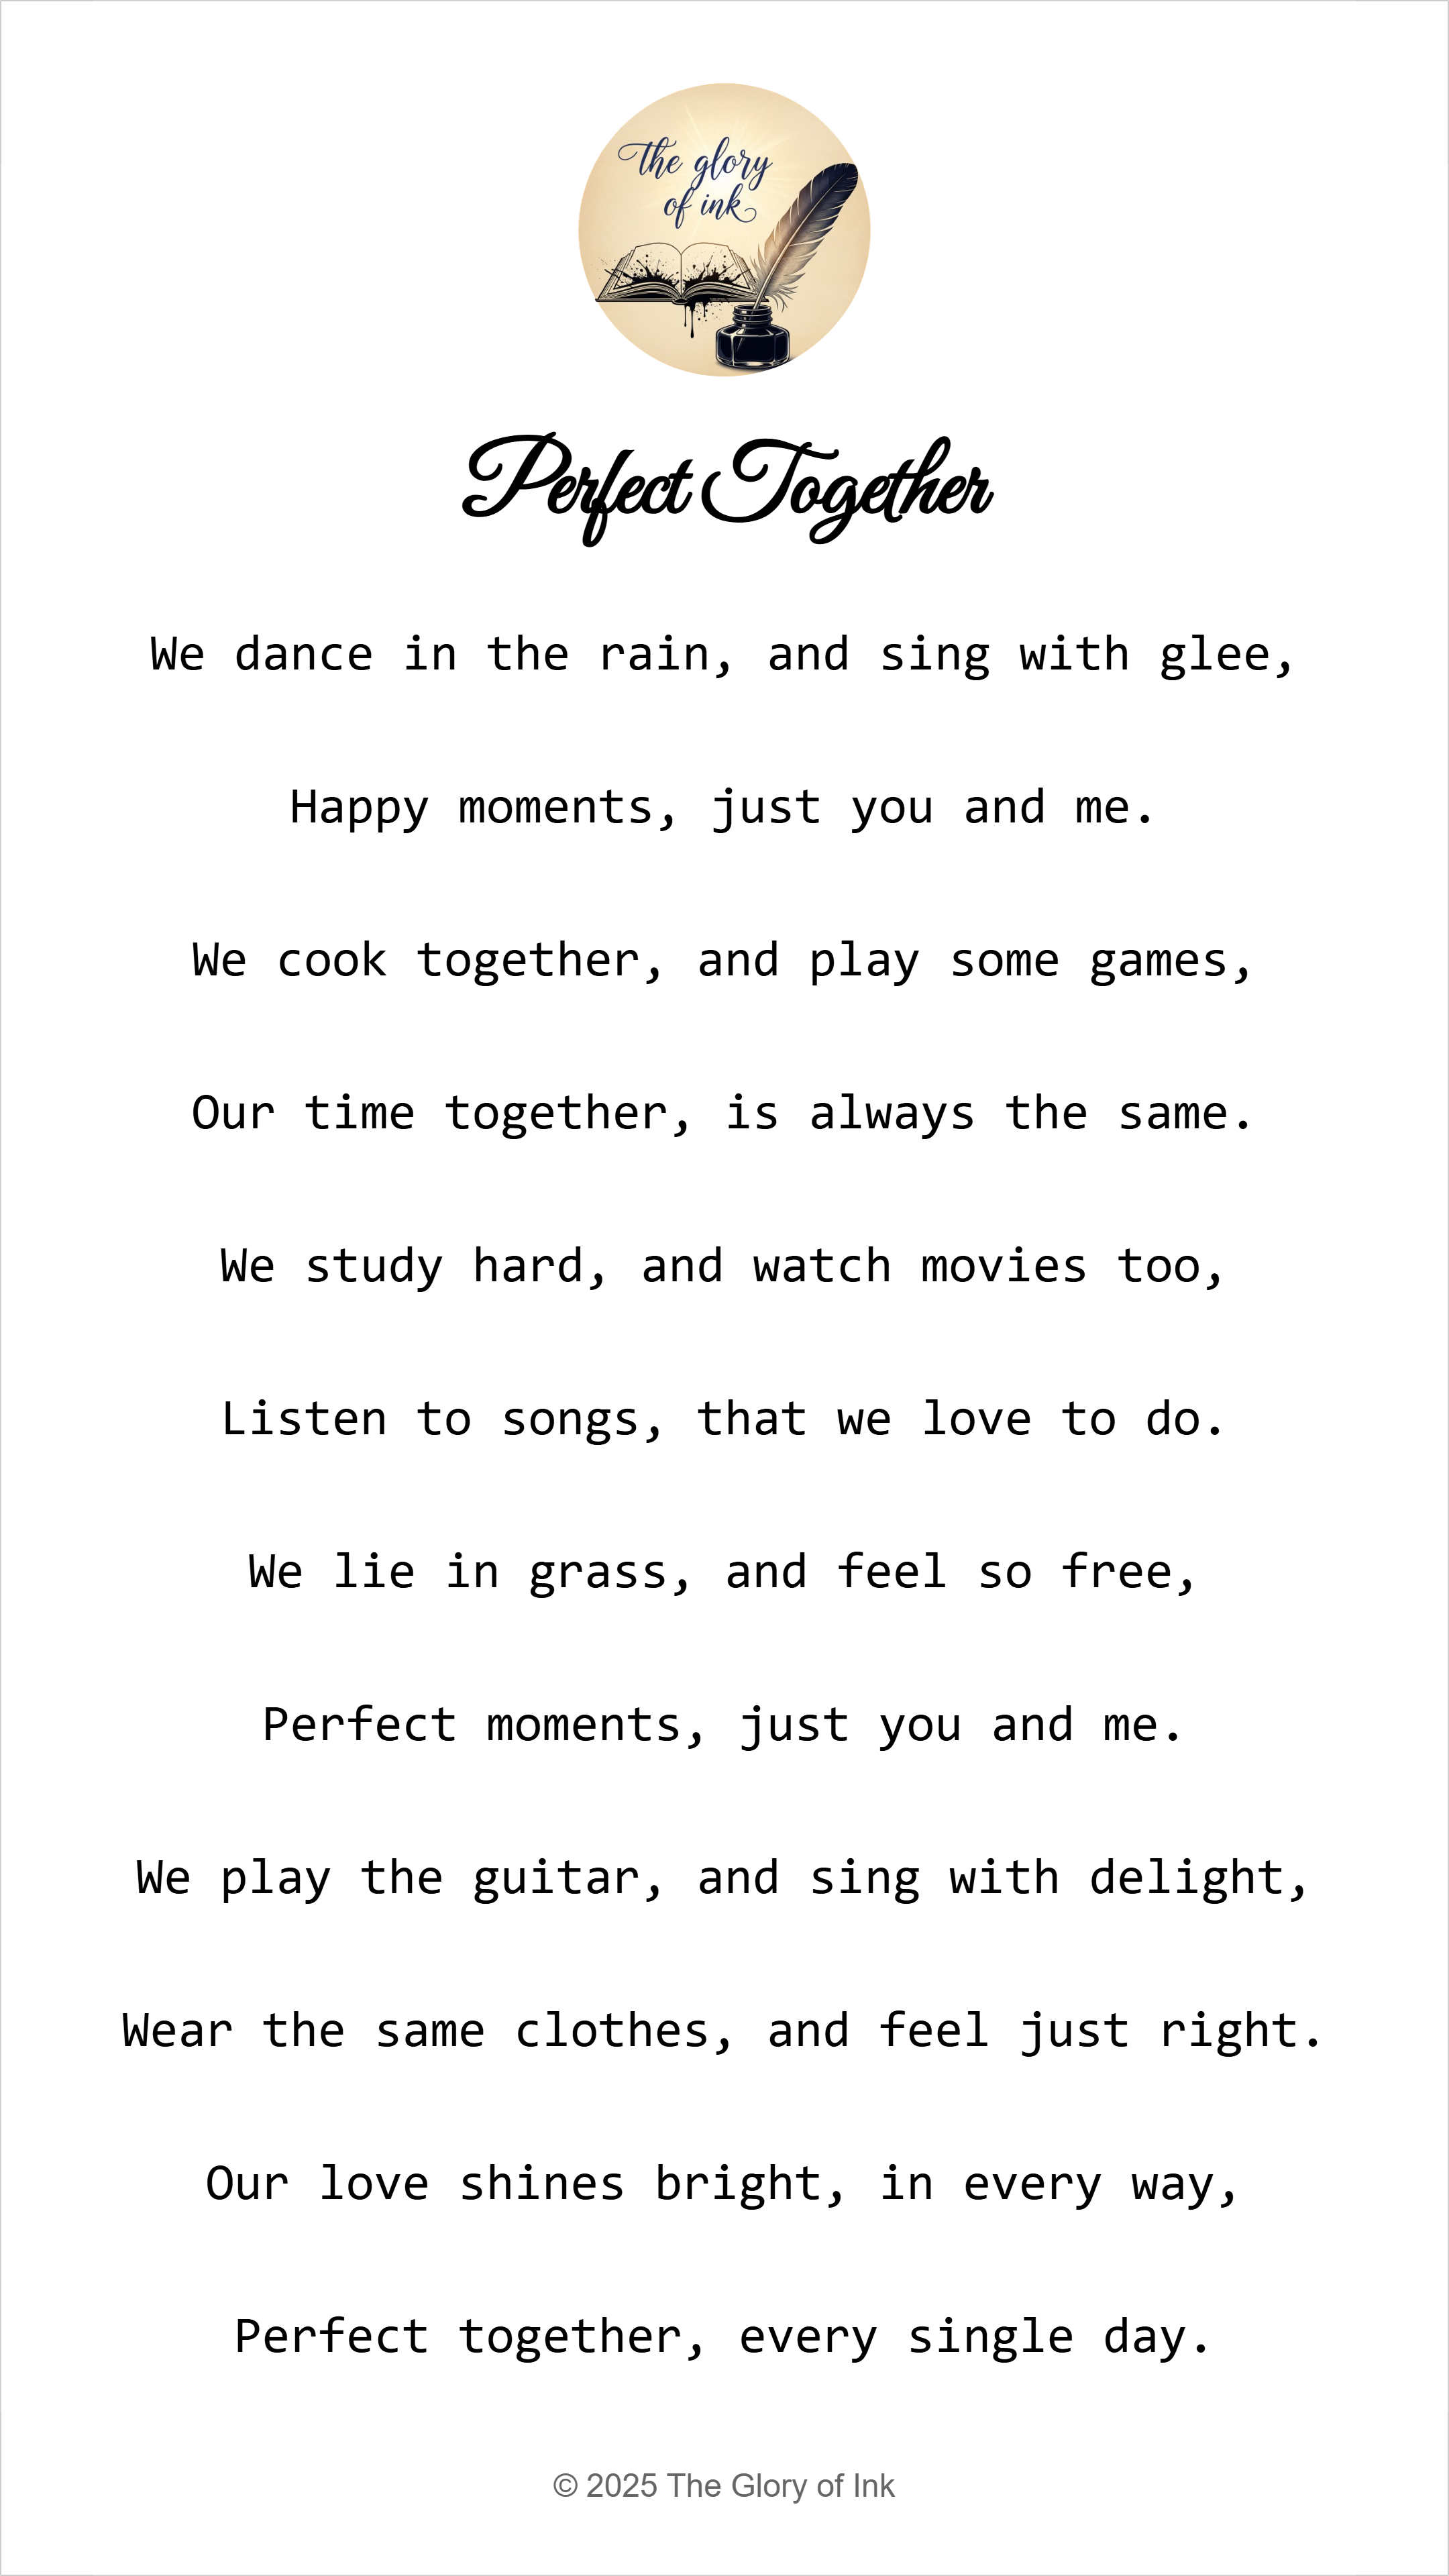 the glory
of ink
Perfect Together
We dance in the rain, and sing with glee,
Happy moments, just you and me.
We cook together, and play some games,
Our time together, is always the same.
We study hard, and watch movies too,
Listen to songs, that we love to do.
We lie in grass, and feel so free,
Perfect moments, just you and me.
We play the guitar, and sing with delight,
Wear the same clothes, and feel just right.
Our love shines bright, in every way,
Perfect together, every single day.
© 2025 The Glory of Ink